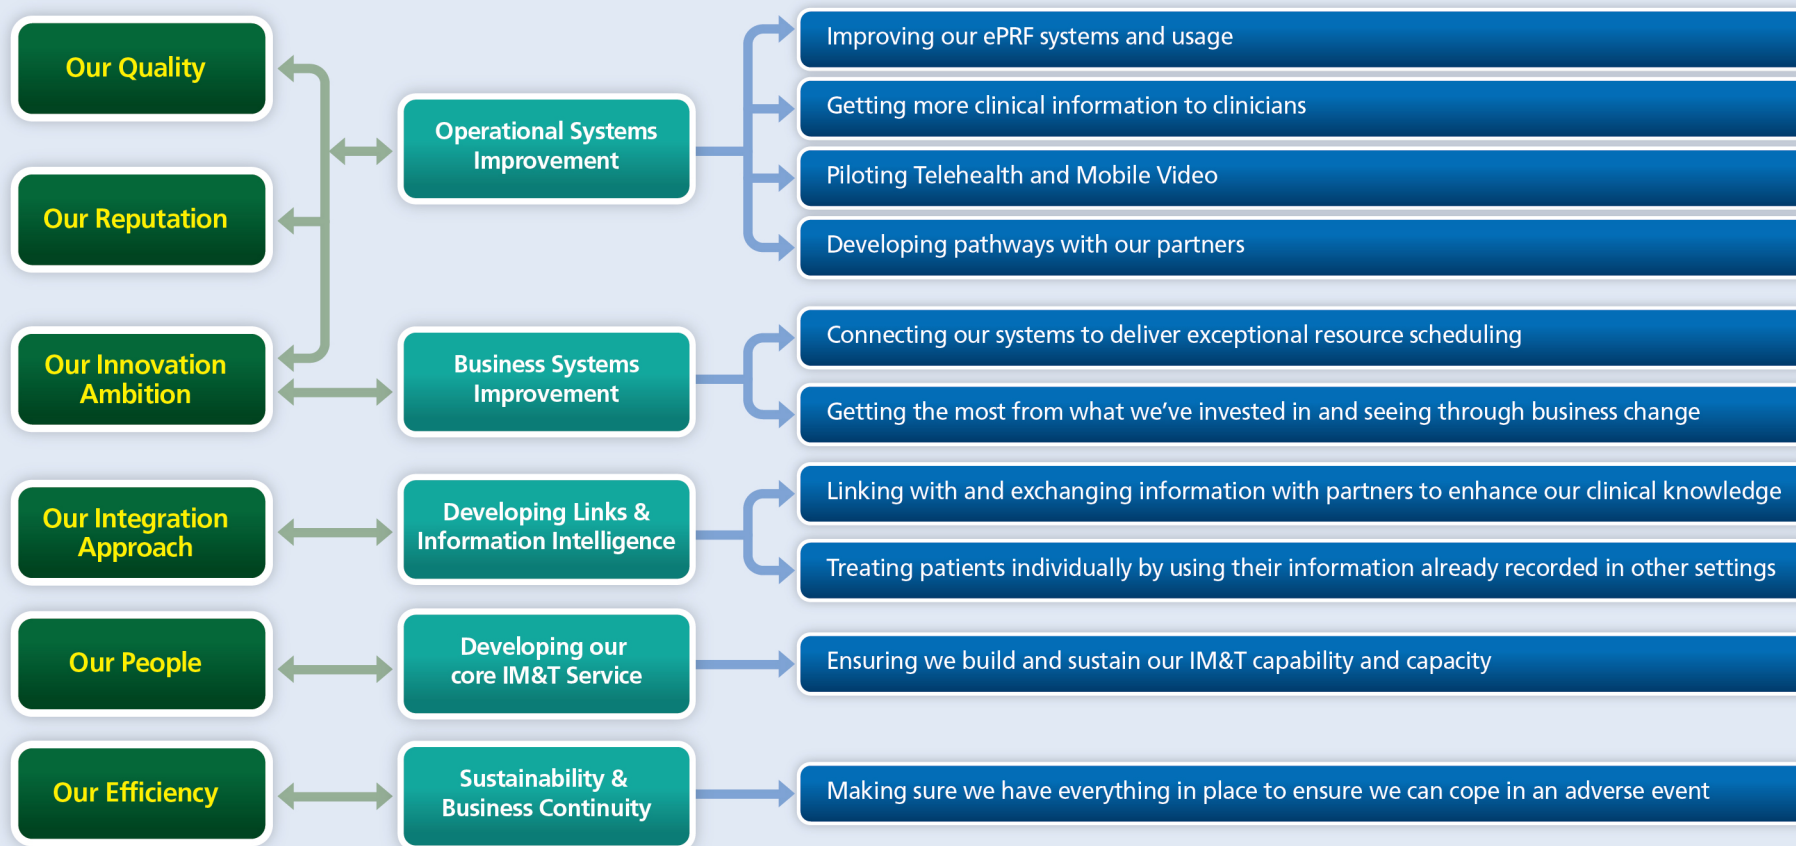 Our Quality
Our Reputation
Our Innovation
Ambition
Our Integration
Approach
Our People
Our Efficiency
Operational Systems
Improvement
Business Systems
Improvement
Developing Links &
Information Intelligence
Developing our
core IM&T Service
Sustainability &
Business Continuity
Improving our ePRF systems and usage
Getting more clinical information to clinicians
Piloting Telehealth and Mobile Video
Developing pathways with our partners
Connecting our systems to deliver exceptional resource scheduling
Getting the most from what we’ve invested in and seeing through business change
Linking with and exchanging information with partners to enhance our clinical knowledge
Treating patients individually by using their information already recorded in other settings
Ensuring we build and sustain our IM&T capability and capacity
Making sure we have everything in place to ensure we can cope in an adverse event